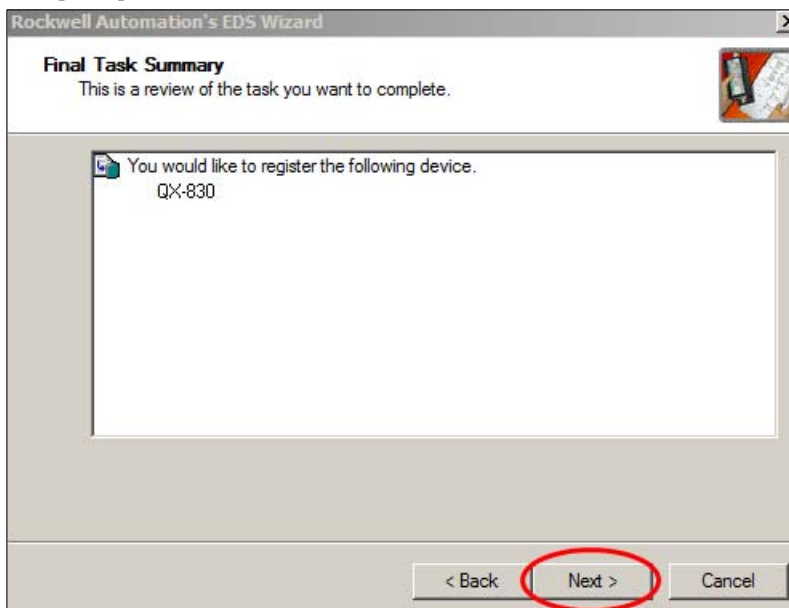 Rockwell Automation's EDS Wizard
Final Task Summary
This is a review of the task you want to complete.
You would like to register the following device.
QX-830
< Back
Next >
Cancel